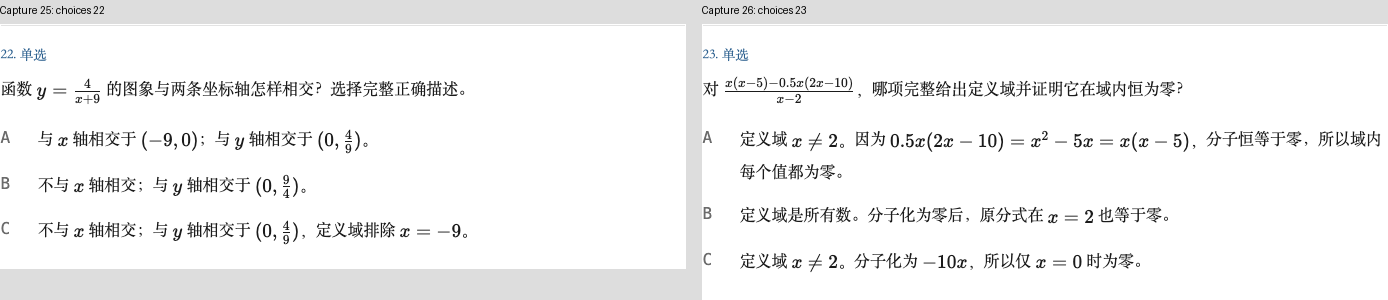 Capture 25: choices 22
22. 单选
函数 y = 4/(x+9) 的图象与两条坐标轴怎样相交？选择完整正确描述。
A 与 x 轴相交于 (−9, 0)；与 y 轴相交于 (0, 4/9)。
B 不与 x 轴相交；与 y 轴相交于 (0, 9/4)。
C 不与 x 轴相交；与 y 轴相交于 (0, 4/9)，定义域排除 x = −9。
Capture 26: choices 23
23. 单选
对 (x(x−5)−0.5x(2x−10))/(x−2)，哪项完整给出定义域并证明它在域内恒为零？
A 定义域 x ≠ 2。因为 0.5x(2x − 10) = x² − 5x = x(x − 5)，分子恒等于零，所以域内
每个值都为零。
B 定义域是所有数。分子化为零后，原分式在 x = 2 也等于零。
C 定义域 x ≠ 2。分子化为 −10x，所以仅 x = 0 时为零。